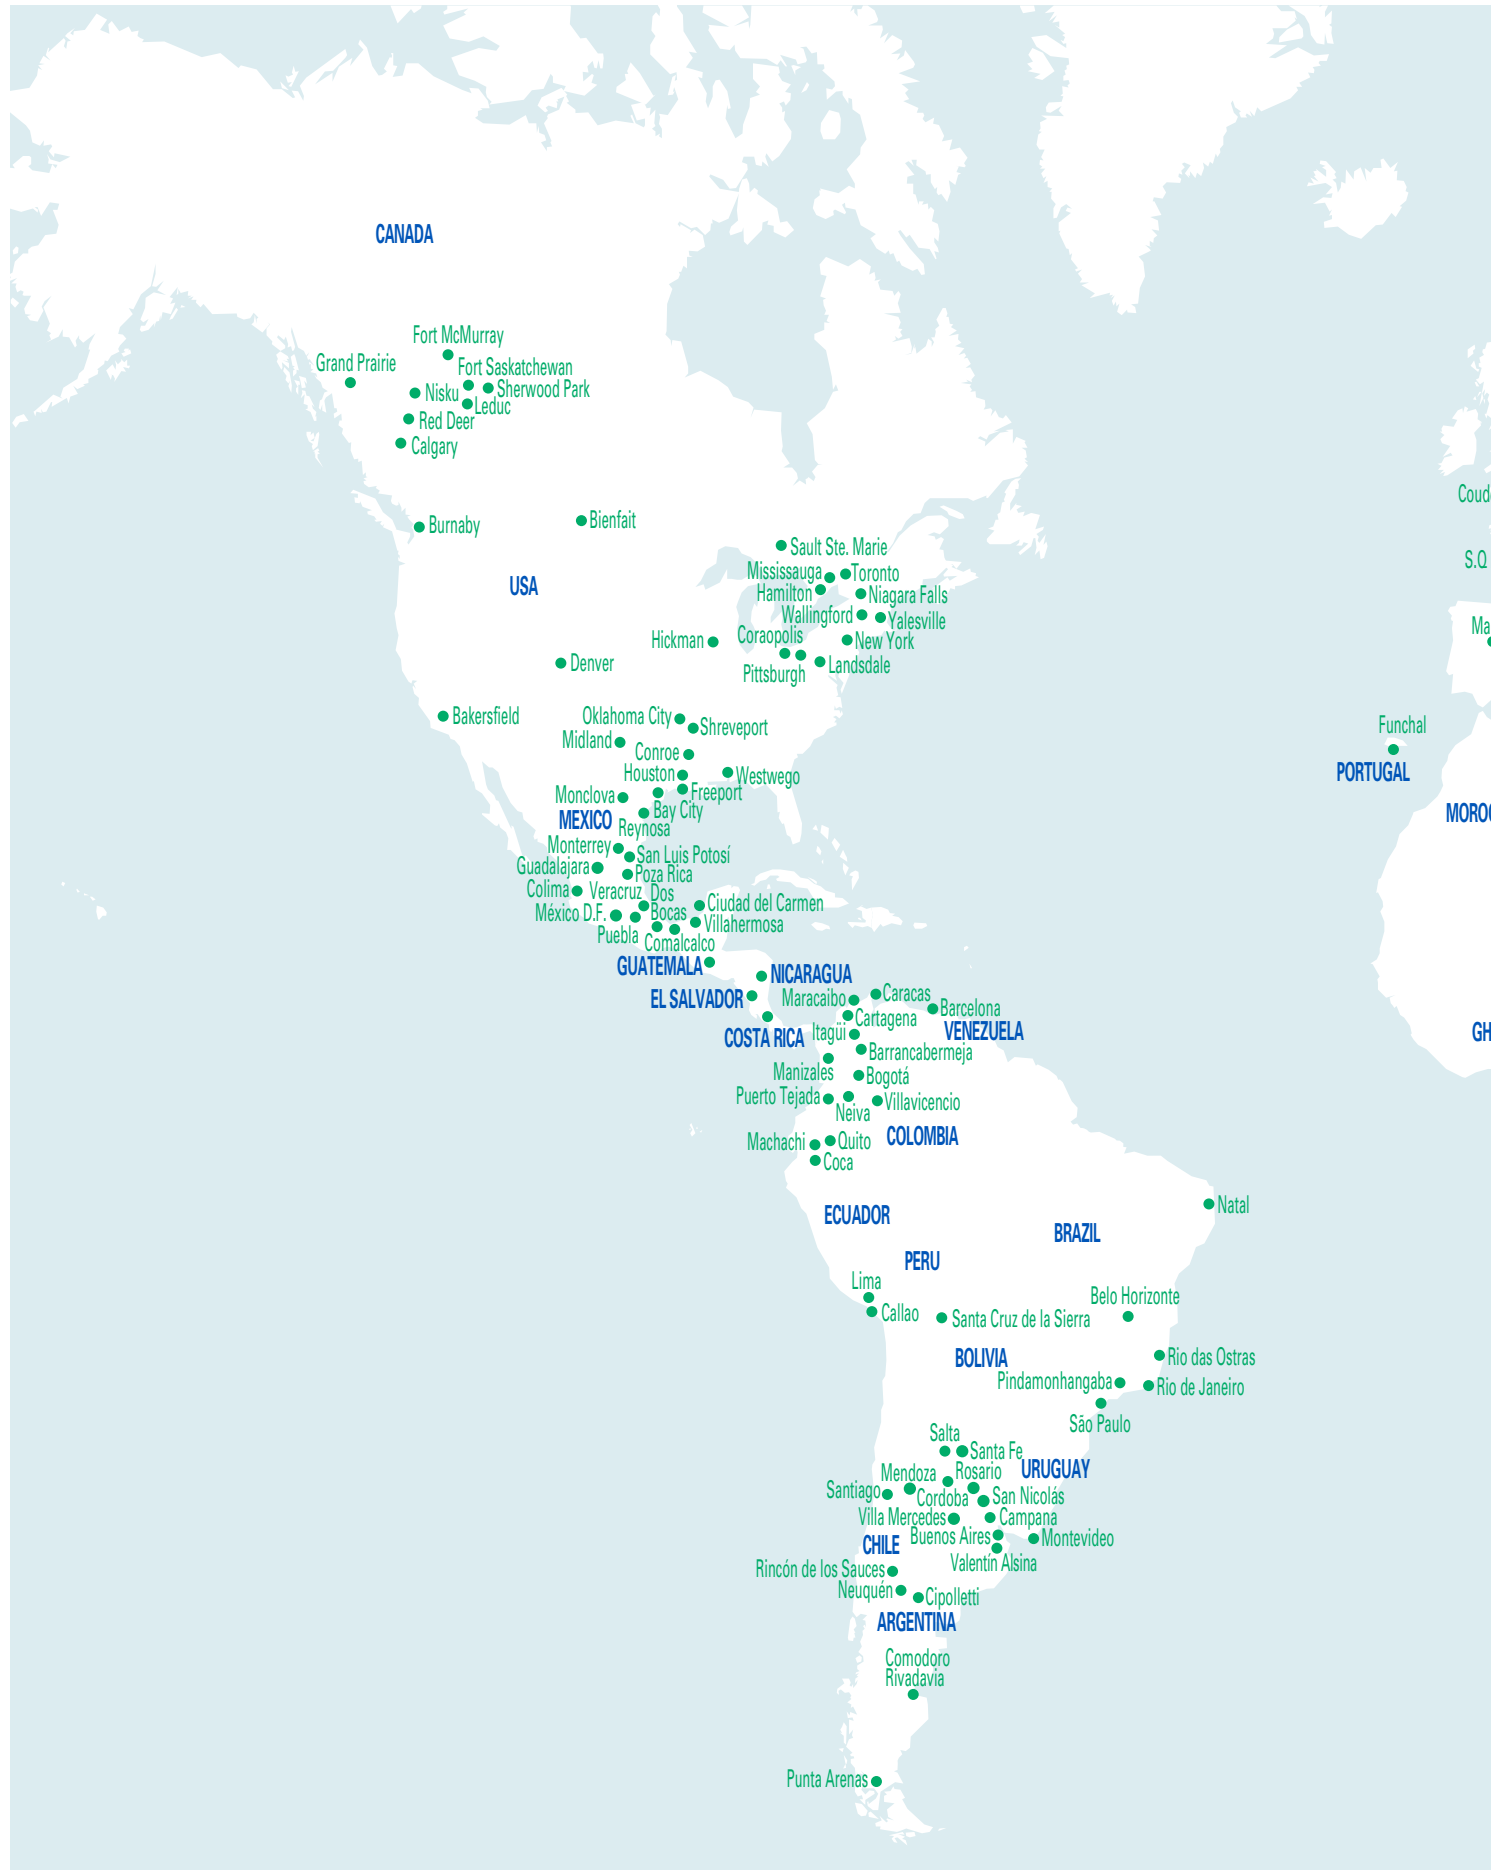 CANADA
Fort McMurray
Grand Prairie
Fort Saskatchewan
Nisku
Sherwood Park
Leduc
Red Deer
Calgary
Coud
Burnaby
Bienfait
Sault Ste. Marie
S.Q
USA
Mississauga
Toronto
Hamilton
Niagara Falls
Wallingford
Yalesville
Ma
Hickman
Coraopolis
New York
Denver
Pittsburgh
Landsdale
Bakersfield
Oklahoma City
Shreveport
Funchal
Midland
Conroe
Houston
Westwego
PORTUGAL
Monclova
Freeport
Bay City
MEXICO
Reynosa
MOROC
Monterrey
San Luis Potosí
Guadalajara
Poza Rica
Colima
Veracruz
Dos
Bocas
Ciudad del Carmen
México D.F.
Villahermosa
Puebla
Comalcalco
GUATEMALA
NICARAGUA
EL SALVADOR
Maracaibo
Caracas
Barcelona
Cartagena
COSTA RICA
Itagüi
VENEZUELA
GH
Barrancabermeja
Manizales
Bogotá
Puerto Tejada
Neiva
Villavicencio
Machachi
Quito
COLOMBIA
Coca
Natal
ECUADOR
BRAZIL
PERU
Lima
Belo Horizonte
Callao
Santa Cruz de la Sierra
BOLIVIA
Rio das Ostras
Pindamonhangaba
Rio de Janeiro
São Paulo
Salta
Santa Fe
Mendoza
Rosario
URUGUAY
Santiago
Cordoba
San Nicolás
Villa Mercedes
Campana
Buenos Aires
Montevideo
CHILE
Valentín Alsina
Rincón de los Sauces
Neuquén
Cipolletti
ARGENTINA
Comodoro
Rivadavia
Punta Arenas